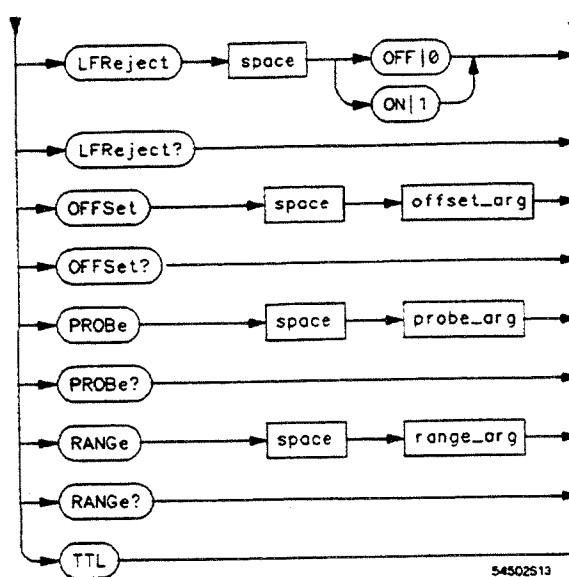 LFReject space OFF|0
ON|1
LFReject?
OFFSet space offset_arg
OFFSet?
PROBe space probe_arg
PROBe?
RANGe space range_arg
RANGe?
TTL
54502S13